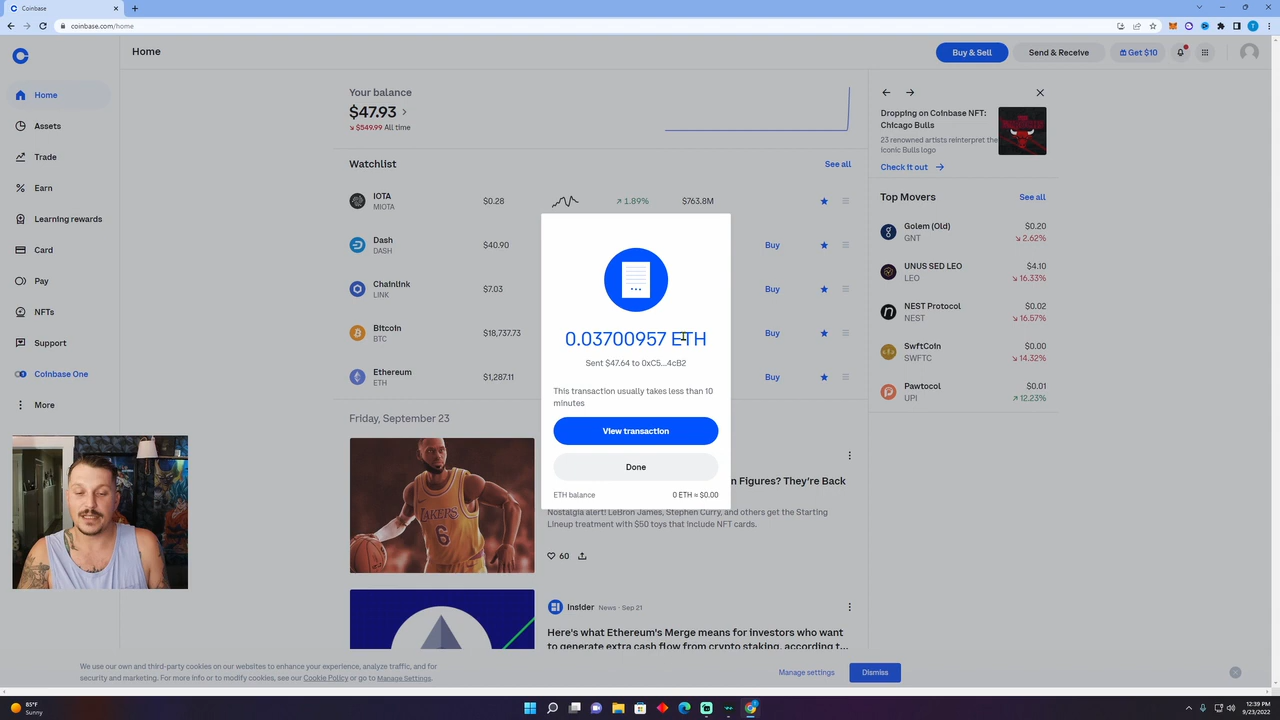 Coinbase
coinbase.com/home
Home
Buy & Sell
Send & Receive
Get $10
Home
Assets
Trade
Earn
Learning rewards
Card
Pay
NFTs
Support
Coinbase One
More
Your balance
$47.93
↘ $549.99 All time
Watchlist
See all
IOTA
MIOTA
$0.28
↗ 1.89%
$763.8M
Dash
DASH
$40.90
Buy
Chainlink
LINK
$7.03
Buy
Bitcoin
BTC
$18,737.73
Buy
Ethereum
ETH
$1,287.11
Buy
0.03700957 ETH
Sent $47.64 to 0xC5...4cB2
This transaction usually takes less than 10
minutes
View transaction
Done
ETH balance
0 ETH ≈ $0.00
Friday, September 23
LAKERS
6
n Figures? They're Back
Nostalgia alert! LeBron James, Stephen Curry, and others get the Starting
Lineup treatment with $50 toys that include NFT cards.
60
Insider News · Sep 21
Here's what Ethereum's Merge means for investors who want
to generate extra cash flow from crypto staking, according t...
Dropping on Coinbase NFT:
Chicago Bulls
23 renowned artists reinterpret the
iconic Bulls logo
Check it out
Top Movers
See all
Golem (Old)
GNT
$0.20
↘ 2.62%
UNUS SED LEO
LEO
$4.10
↘ 16.33%
NEST Protocol
NEST
$0.02
↘ 16.57%
SwftCoin
SWFTC
$0.00
↘ 14.32%
Pawtocol
UPI
$0.01
↗ 12.23%
We use our own and third-party cookies on our websites to enhance your experience, analyze traffic, and for
security and marketing. For more info or to modify cookies, see our Cookie Policy or go to Manage Settings.
Manage settings
Dismiss
85°F
Sunny
12:39 PM
9/23/2022